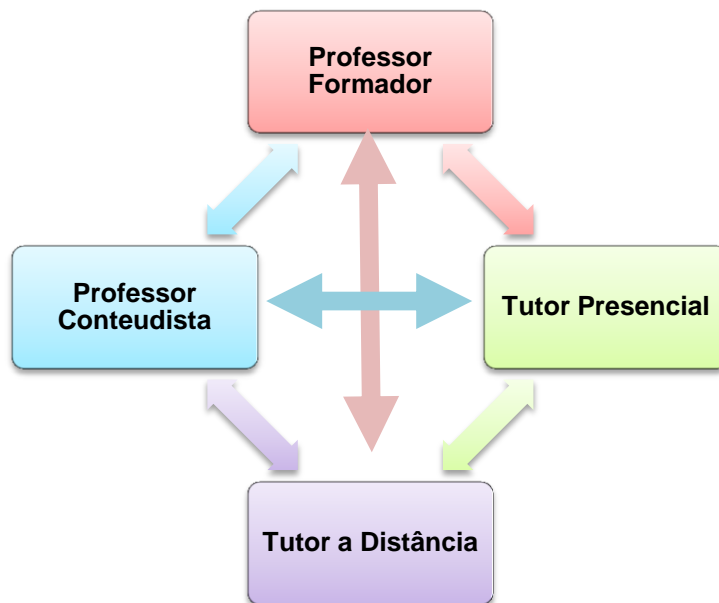 Professor
Formador
Professor
Conteudista
Tutor Presencial
Tutor a Distância